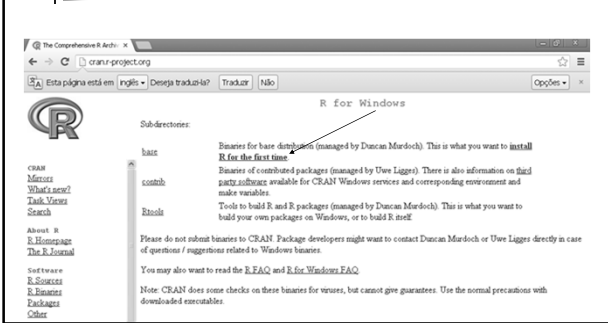 The Comprehensive R Archiv
cran.r-project.org
Esta página está em inglês Deseja traduzi-la? Traduzir Não Opções
R for Windows
Subdirectories:
base
Binaries for base distribution (managed by Duncan Murdoch). This is what you want to install
R for the first time.
contrib
Binaries of contributed packages (managed by Uwe Ligges). There is also information on third
party software available for CRAN Windows services and corresponding environment and
make variables.
Rtools
Tools to build R and R packages (managed by Duncan Murdoch). This is what you want to
build your own packages on Windows, or to build R itself.
CRAN
Mirrors
What's new?
Task Views
Search
About R
R Homepage
The R Journal
Software
R Sources
R Binaries
Packages
Other
Please do not submit binaries to CRAN. Package developers might want to contact Duncan Murdoch or Uwe Ligges directly in case
of questions / suggestions related to Windows binaries.
You may also want to read the R FAQ and R for Windows FAQ.
Note: CRAN does some checks on these binaries for viruses, but cannot give guarantees. Use the normal precautions with
downloaded executables.